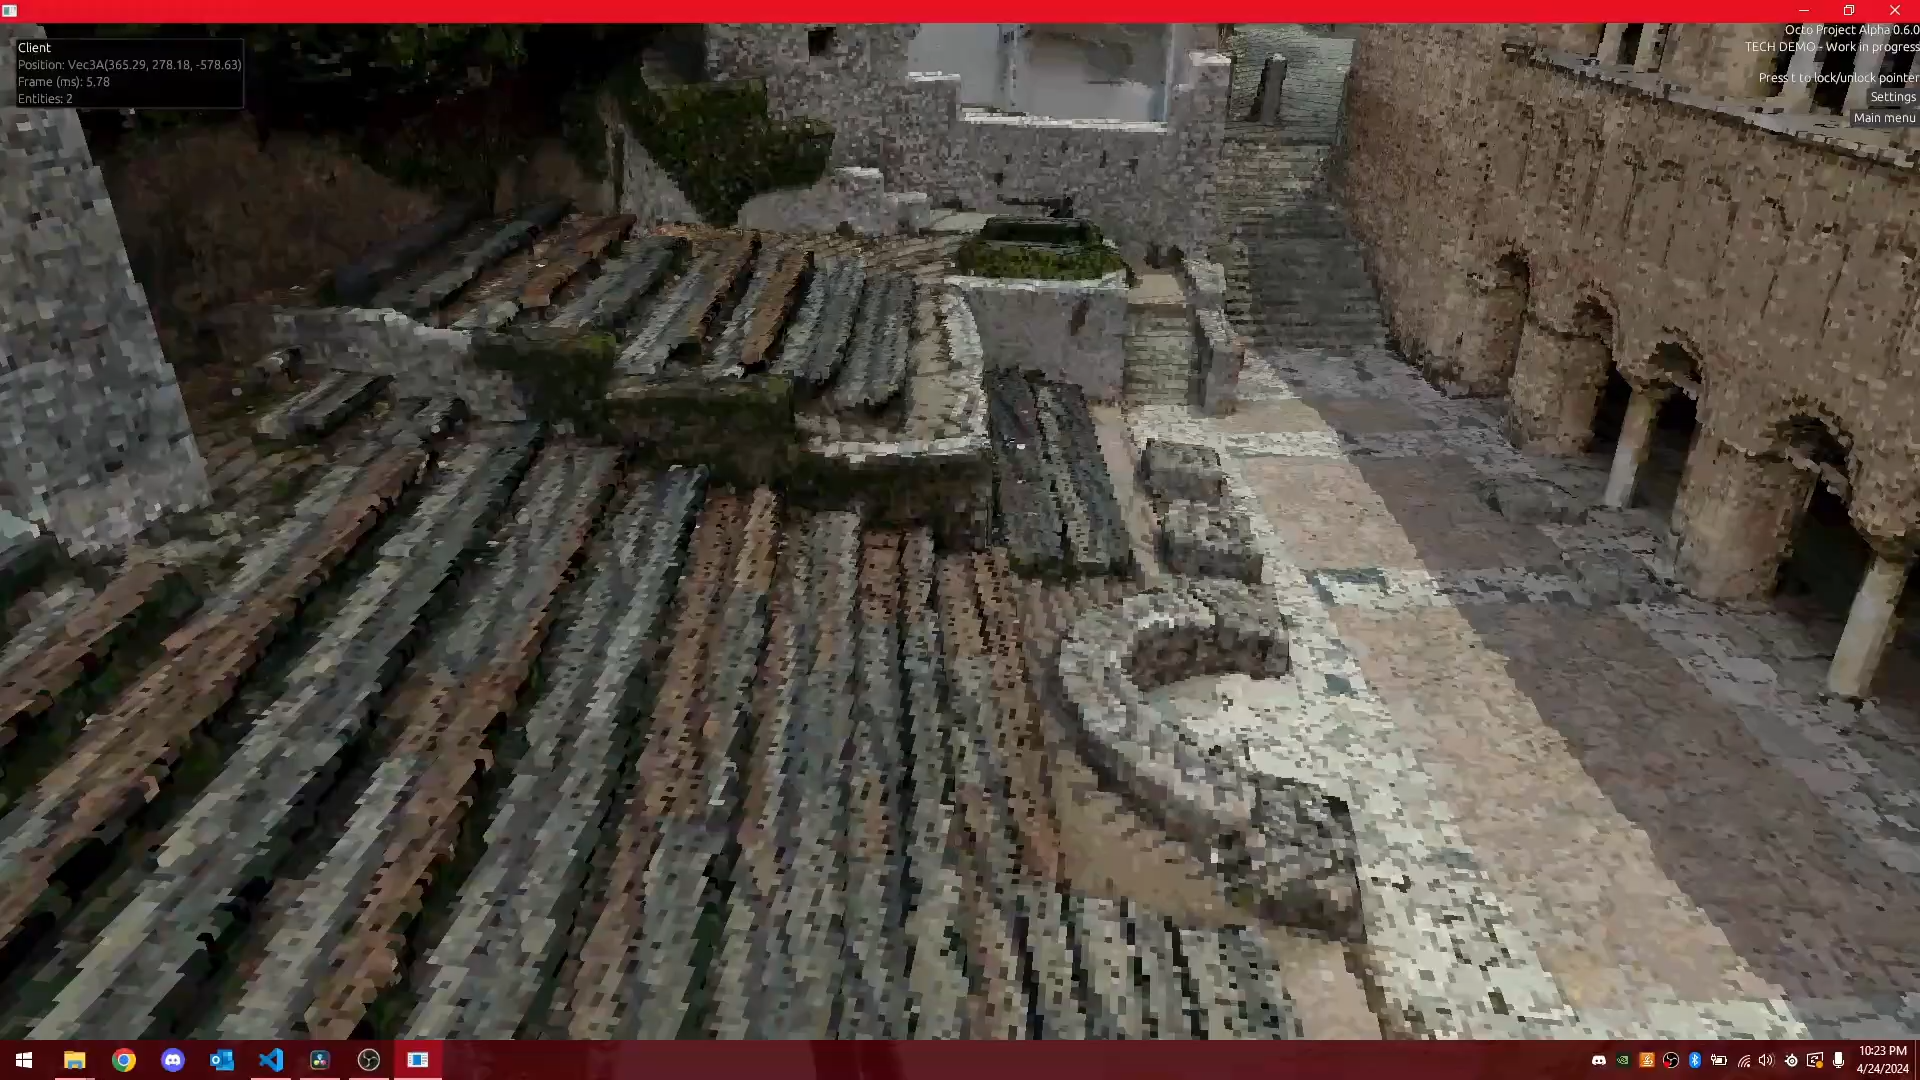 Client
Position: Vec3A(365.29, 278.18, -578.63)
Frame (ms): 5.78
Entities: 2
Octo Project Alpha 0.6.0
TECH DEMO - Work in progress
Press t to lock/unlock pointer
Settings
Main menu
10:23 PM
4/24/2024